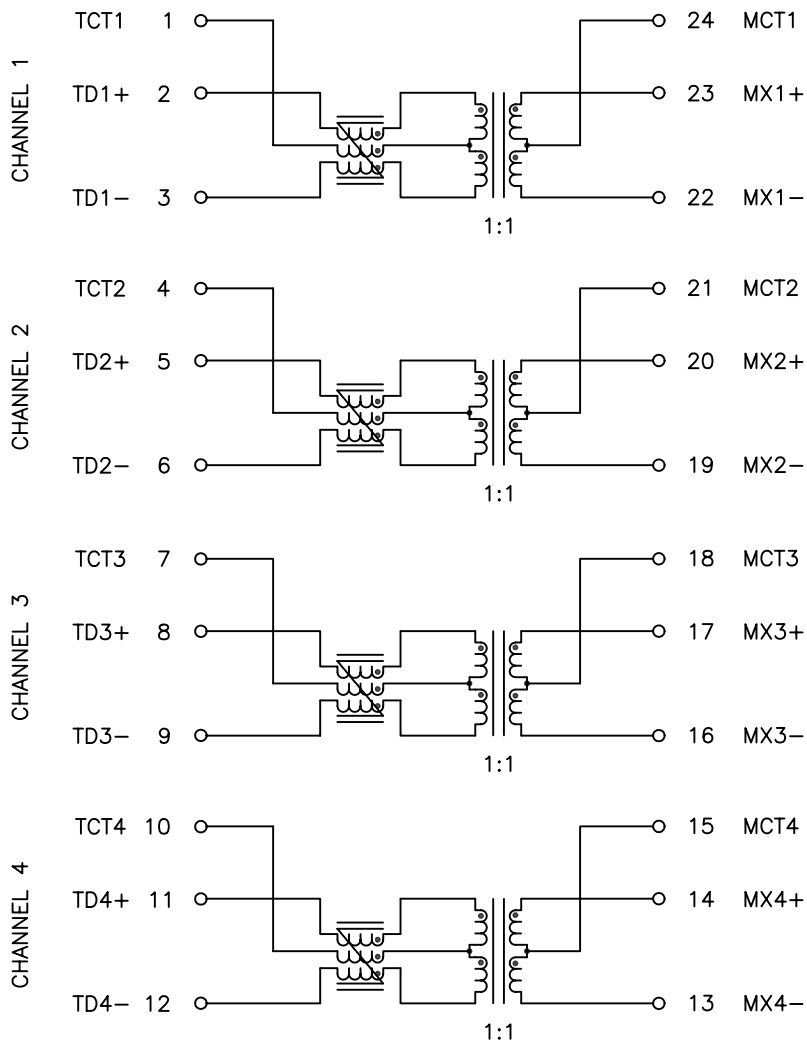 CHANNEL 1
TCT1 1 24 MCT1
TD1+ 2 23 MX1+
TD1− 3 22 MX1−
1:1
CHANNEL 2
TCT2 4 21 MCT2
TD2+ 5 20 MX2+
TD2− 6 19 MX2−
1:1
CHANNEL 3
TCT3 7 18 MCT3
TD3+ 8 17 MX3+
TD3− 9 16 MX3−
1:1
CHANNEL 4
TCT4 10 15 MCT4
TD4+ 11 14 MX4+
TD4− 12 13 MX4−
1:1